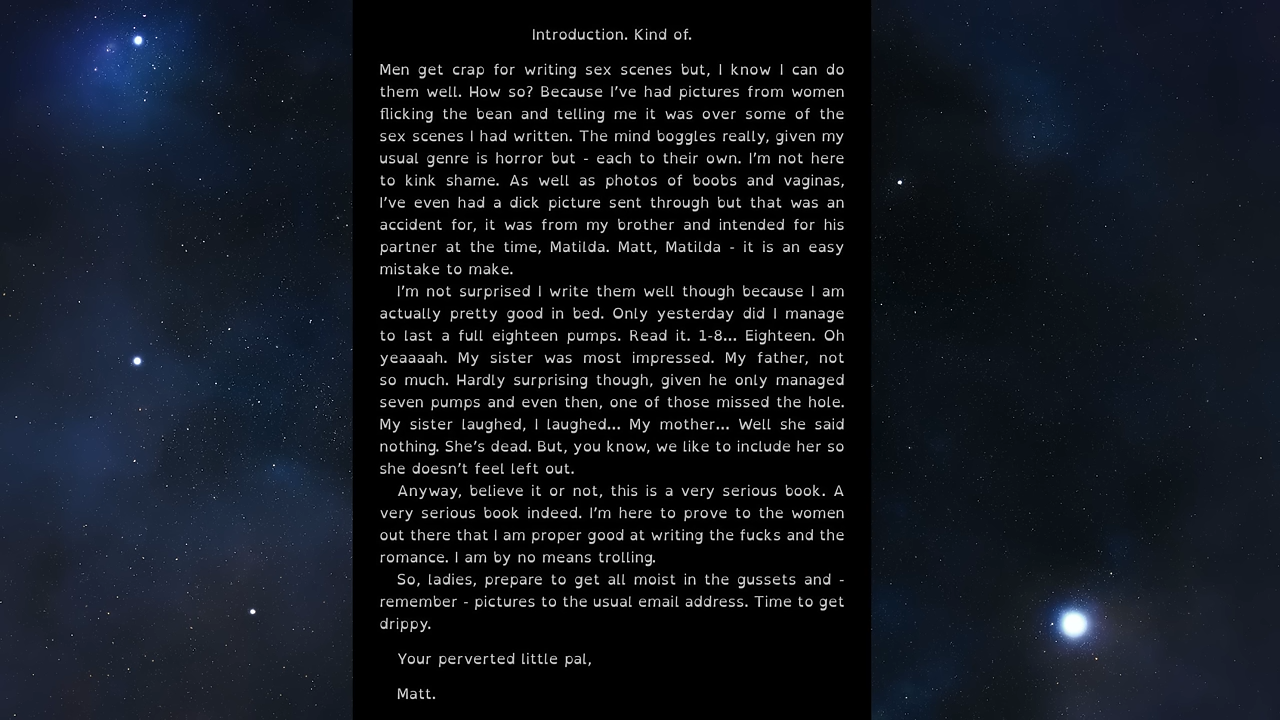 Introduction. Kind of.
Men get crap for writing sex scenes but, I know I can do
them well. How so? Because I've had pictures from women
flicking the bean and telling me it was over some of the
sex scenes I had written. The mind boggles really, given my
usual genre is horror but - each to their own. I'm not here
to kink shame. As well as photos of boobs and vaginas,
I've even had a dick picture sent through but that was an
accident for, it was from my brother and intended for his
partner at the time, Matilda. Matt, Matilda - it is an easy
mistake to make.
I'm not surprised I write them well though because I am
actually pretty good in bed. Only yesterday did I manage
to last a full eighteen pumps. Read it. 1-8... Eighteen. Oh
yeaaaah. My sister was most impressed. My father, not
so much. Hardly surprising though, given he only managed
seven pumps and even then, one of those missed the hole.
My sister laughed, I laughed... My mother... Well she said
nothing. She's dead. But, you know, we like to include her so
she doesn't feel left out.
Anyway, believe it or not, this is a very serious book. A
very serious book indeed. I'm here to prove to the women
out there that I am proper good at writing the fucks and the
romance. I am by no means trolling.
So, ladies, prepare to get all moist in the gussets and -
remember - pictures to the usual email address. Time to get
drippy.
Your perverted little pal,
Matt.